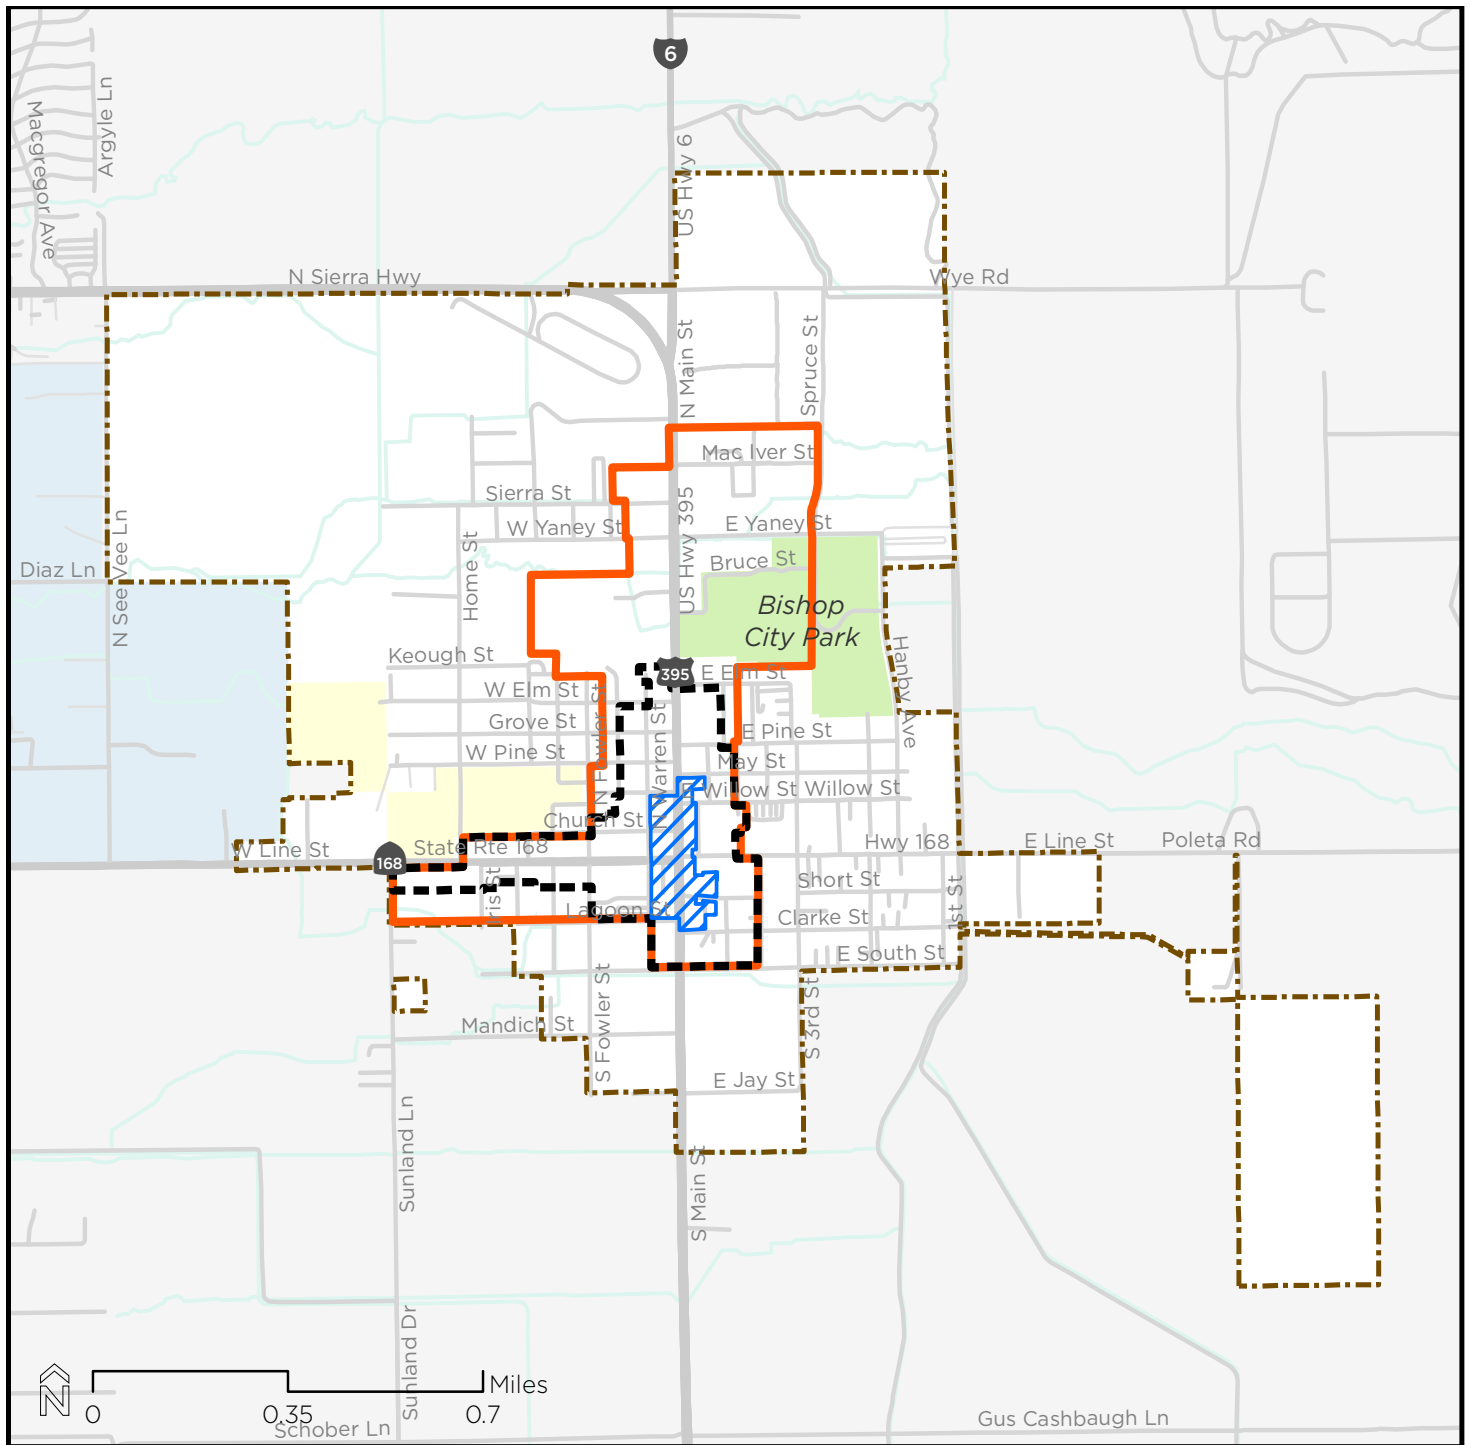 6
Macgregor Ave
Argyle Ln
US Hwy 6
N Sierra Hwy
Wye Rd
N Main St
Spruce St
Mac Iver St
Sierra St
US Hwy 395
W Yaney St
E Yaney St
N See Vee Ln
Home St
Bruce St
Diaz Ln
Bishop
City Park
Hanby Ave
Keough St
395
E Elm St
W Elm St
N Fowler St
Grove St
N Warren St
E Pine St
W Pine St
May St
E Willow St
Willow St
Church St
W Line St
State Rte 168
Hwy 168
E Line St
Poleta Rd
168
Iris St
Short St
1st St
Lagoon St
Clarke St
E South St
S Fowler St
S 3rd St
Mandich St
E Jay St
Sunland Ln
S Main St
Sunland Dr
N
Miles
0
0.35
0.7
Schober Ln
Gus Cashbaugh Ln